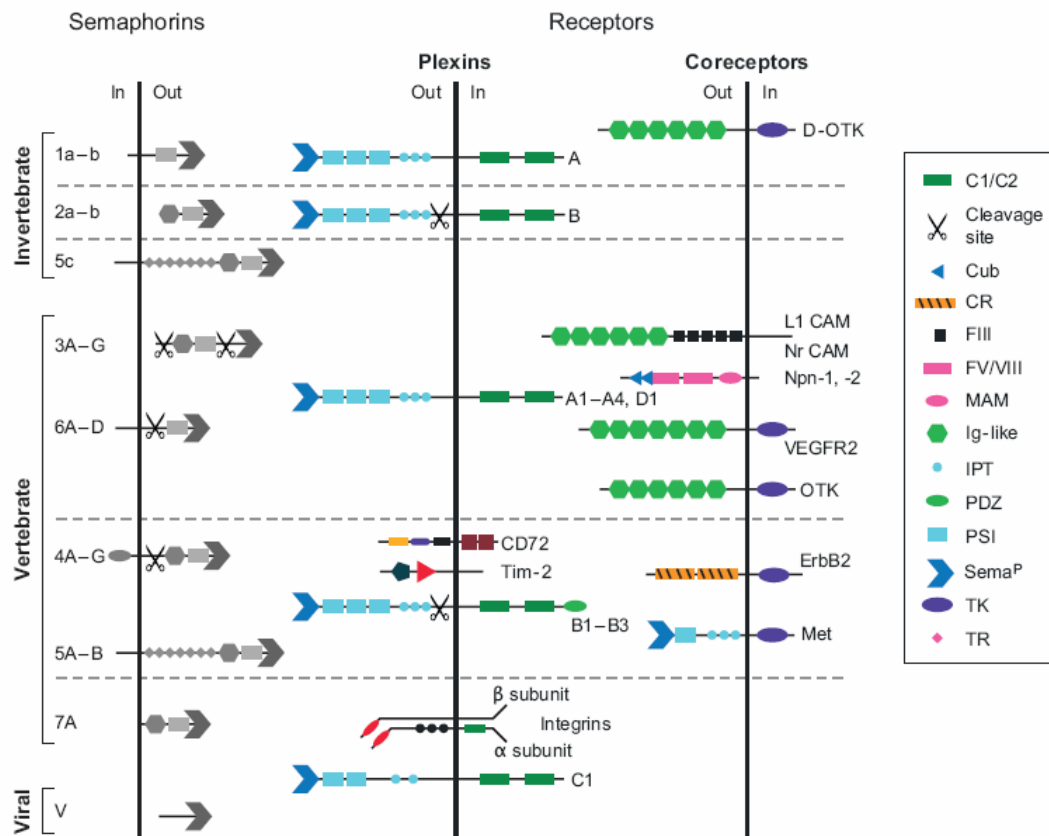 Semaphorins
Receptors
Plexins
Coreceptors
In Out
Out In
Out In
Invertebrate
1a–b
A
D-OTK
2a–b
B
5c
Vertebrate
3A–G
L1 CAM
Nr CAM
Npn-1, -2
A1–A4, D1
6A–D
VEGFR2
OTK
4A–G
CD72
Tim-2
ErbB2
B1–B3
Met
5A–B
7A
β subunit
Integrins
α subunit
C1
Viral
V
C1/C2
Cleavage
site
Cub
CR
FIII
FV/VIII
MAM
Ig-like
IPT
PDZ
PSI
Semaᴾ
TK
TR